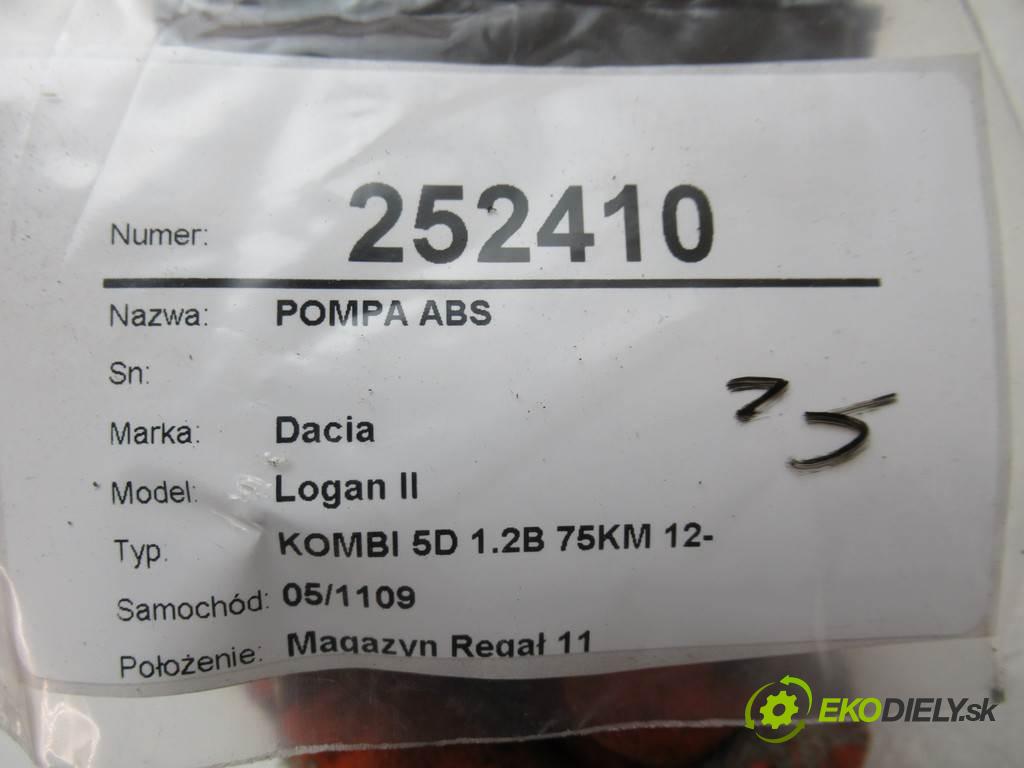 Numer: 252410
Nazwa: POMPA ABS
Sn:
Marka: Dacia
Model: Logan II
Typ: KOMBI 5D 1.2B 75KM 12-
Samochód: 05/1109
Położenie: Magazyn Regał 11
35
EKODIELY.sk